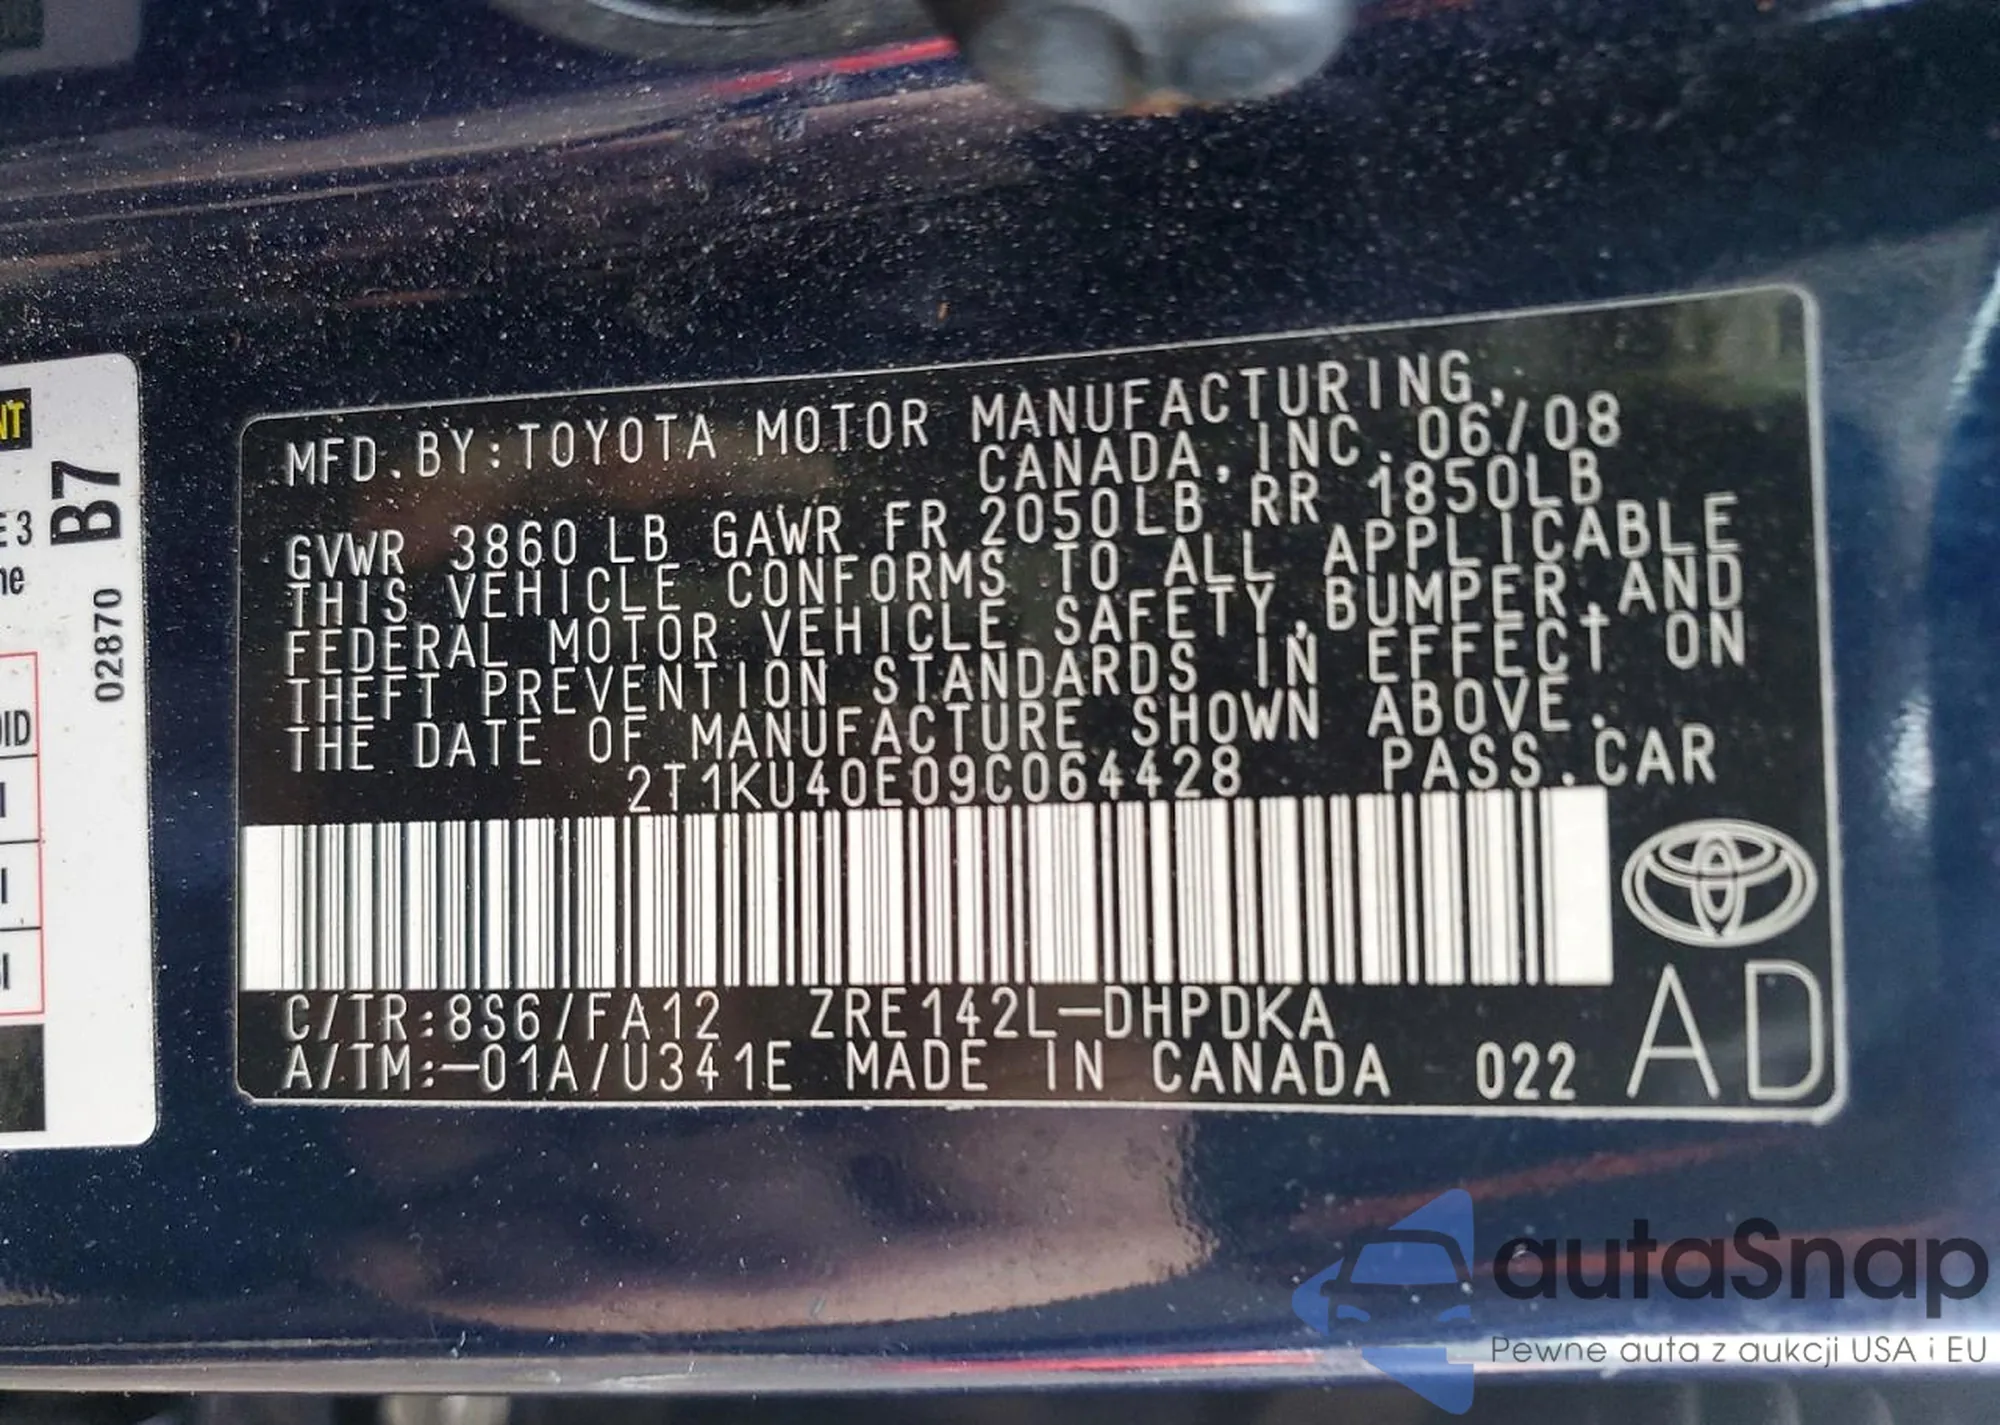 NT
E 3
B7
ne
02870
MFD.BY:TOYOTA MOTOR MANUFACTURING,
CANADA,INC. 06/08
GVWR 3860 LB GAWR FR 2050LB RR 1850LB
THIS VEHICLE CONFORMS TO ALL APPLICABLE
FEDERAL MOTOR VEHICLE SAFETY,BUMPER,AND
THEFT PREVENTION STANDARDS IN EFFECT ON
THE DATE OF MANUFACTURE SHOWN ABOVE.
2T1KU40E09C064428 PASS.CAR
C/TR:8S6/FA12 ZRE142L-DHPDKA
A/TM:-01A/U341E MADE IN CANADA 022
AD
autaSnap
Pewne auta z aukcji USA i EU